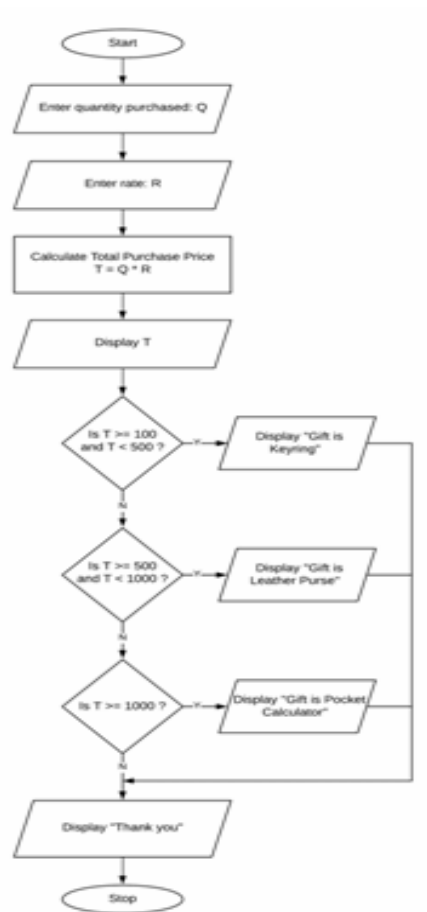 Start
Enter quantity purchased: Q
Enter rate: R
Calculate Total Purchase Price
T = Q * R
Display T
Is T >= 100
and T < 500 ?
Y
Display "Gift is
Keyring"
N
Is T >= 500
and T < 1000 ?
Y
Display "Gift is
Leather Purse"
N
Is T >= 1000 ?
Y
Display "Gift is Pocket
Calculator"
N
Display "Thank you"
Stop